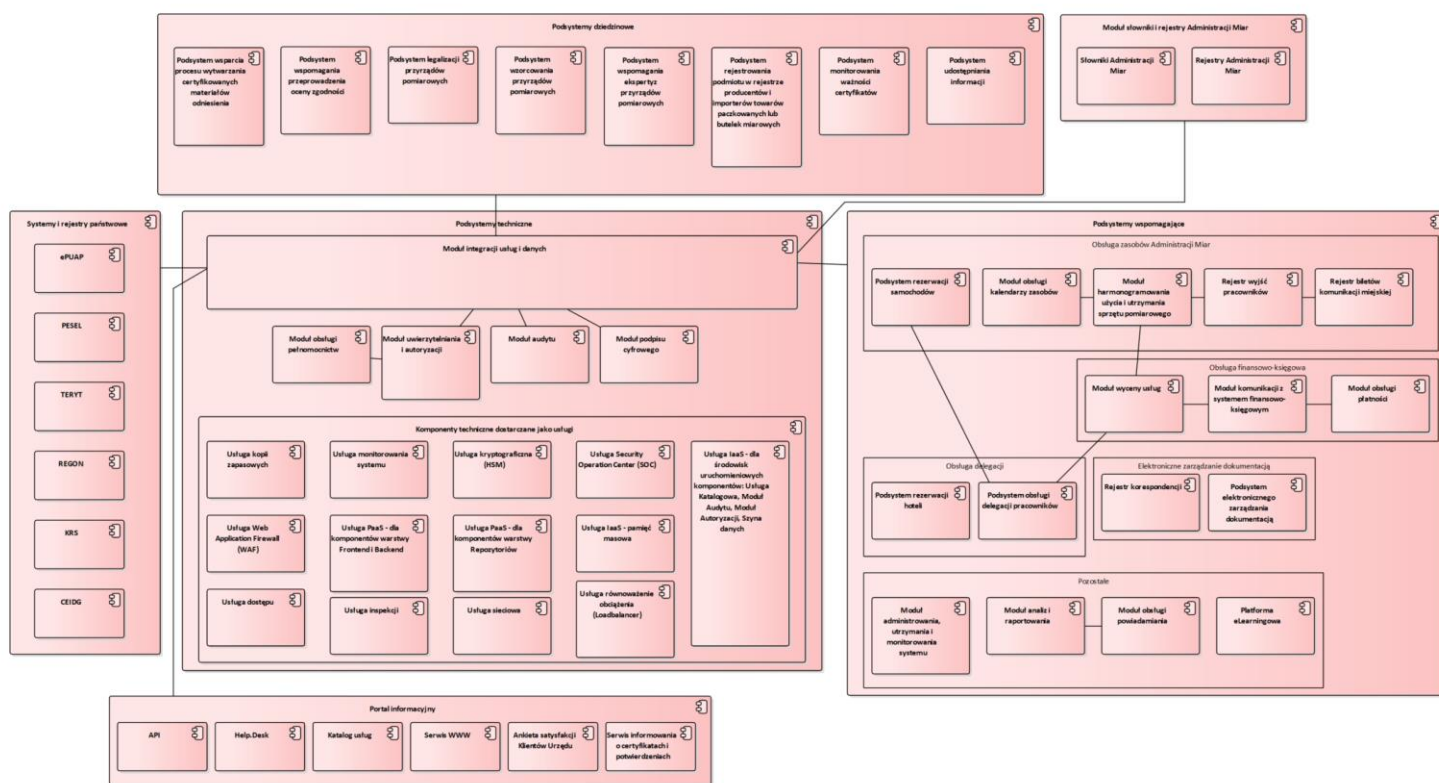 Podsystemy dziedzinowe
Podsystem wsparcia
procesu wytwarzania
certyfikowanych
materiałów
odniesienia
Podsystem
wspomagania
przeprowadzenia
oceny zgodności
Podsystem legalizacji
przyrządów
pomiarowych
Podsystem
wzorcowania
przyrządów
pomiarowych
Podsystem
wspomagania
ekspertyz
przyrządów
pomiarowych
Podsystem
rejestrowania
podmiotu w rejestrze
producentów i
importerów towarów
paczkowanych lub
butelek miarowych
Podsystem
monitorowania
ważności
certyfikatów
Podsystem
udostępniania
informacji
Moduł słowniki i rejestry Administracji Miar
Słowniki Administracji
Miar
Rejestry Administracji
Miar
Systemy i rejestry państwowe
ePUAP
PESEL
TERYT
REGON
KRS
CEIDG
Podsystemy techniczne
Moduł integracji usług i danych
Moduł obsługi
pełnomocnictw
Moduł uwierzytelniania
i autoryzacji
Moduł audytu
Moduł podpisu
cyfrowego
Komponenty techniczne dostarczane jako usługi
Usługa kopii
zapasowych
Usługa monitorowania
systemu
Usługa kryptograficzna
(HSM)
Usługa Security
Operation Center (SOC)
Usługa IaaS - dla
środowisk
uruchomieniowych
komponentów: Usługa
Katalogowa, Moduł
Audytu, Moduł
Autoryzacji, Szyna
danych
Usługa Web
Application Firewall
(WAF)
Usługa PaaS - dla
komponentów warstwy
Frontend i Backend
Usługa PaaS - dla
komponentów warstwy
Repozytoriów
Usługa IaaS - pamięć
masowa
Usługa dostępu
Usługa inspekcji
Usługa sieciowa
Usługa równoważenie
obciążenia
(Loadbalancer)
Podsystemy wspomagające
Obsługa zasobów Administracji Miar
Podsystem rezerwacji
samochodów
Moduł obsługi
kalendarzy zasobów
Moduł
harmonogramowania
użycia i utrzymania
sprzętu pomiarowego
Rejestr wyjść
pracowników
Rejestr biletów
komunikacji miejskiej
Obsługa finansowo-księgowa
Moduł wyceny usług
Moduł komunikacji z
systemem finansowo-
księgowym
Moduł obsługi
płatności
Obsługa delegacji
Podsystem rezerwacji
hoteli
Podsystem obsługi
delegacji pracowników
Elektroniczne zarządzanie dokumentacją
Rejestr korespondencji
Podsystem
elektronicznego
zarządzania
dokumentacją
Pozostałe
Moduł
administrowania,
utrzymania i
monitorowania
systemu
Moduł analiz i
raportowania
Moduł obsługi
powiadamiania
Platforma
eLearningowa
Portal informacyjny
API
Help.Desk
Katalog usług
Serwis WWW
Ankieta satysfakcji
Klientów Urzędu
Serwis informowania
o certyfikatach i
potwierdzeniach